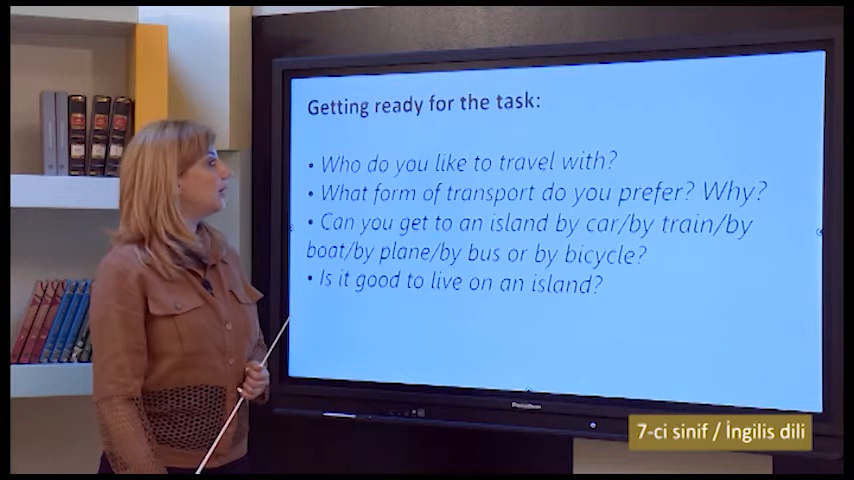 Getting ready for the task:
• Who do you like to travel with?
• What form of transport do you prefer? Why?
• Can you get to an island by car/by train/by
boat/by plane/by bus or by bicycle?
• Is it good to live on an island?
Promethean
7-ci sinif / İngilis dili